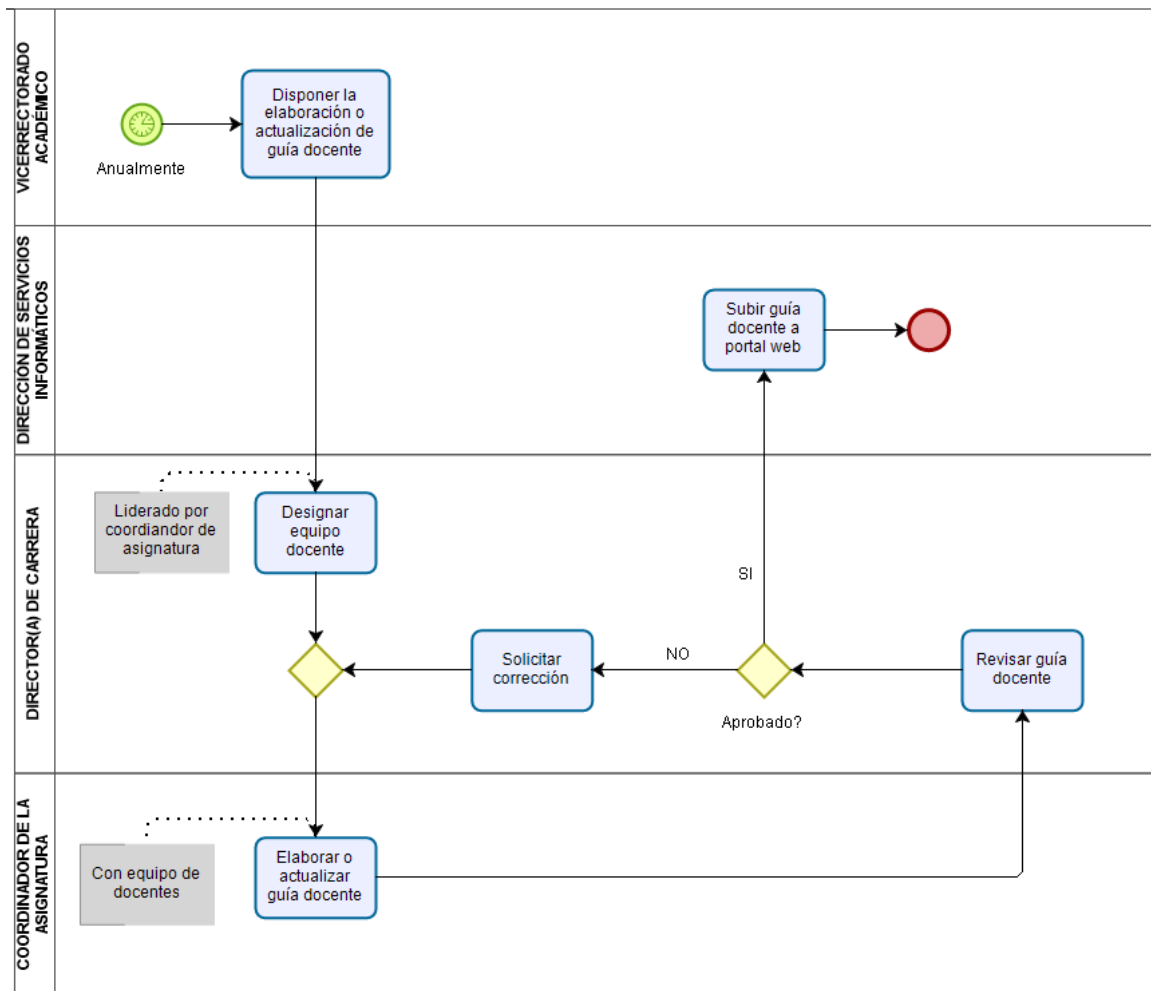 VICERRECTORADO
ACADÉMICO
Anualmente
Disponer la
elaboración o
actualización de
guía docente
DIRECCIÓN DE SERVICIOS
INFORMÁTICOS
Subir guía
docente a
portal web
DIRECTOR(A) DE CARRERA
Liderado por
coordiandor de
asignatura
Designar
equipo
docente
SI
Solicitar
corrección
NO
Aprobado?
Revisar guía
docente
COORDINADOR DE LA
ASIGNATURA
Con equipo de
docentes
Elaborar o
actualizar
guía docente